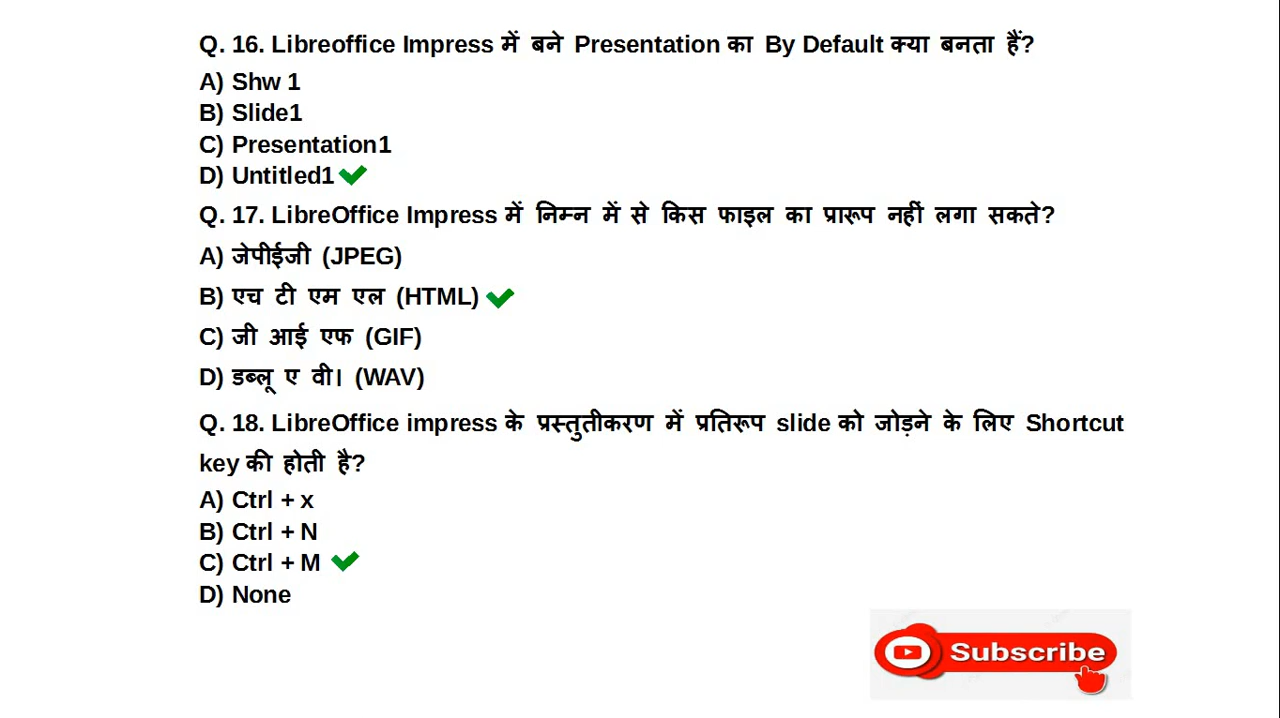 Q. 16. Libreoffice Impress में बने Presentation का By Default क्या बनता हैं?
A) Shw 1
B) Slide1
C) Presentation1
D) Untitled1
Q. 17. LibreOffice Impress में निम्न में से किस फाइल का प्रारूप नहीं लगा सकते?
A) जेपीईजी (JPEG)
B) एच टी एम एल (HTML)
C) जी आई एफ (GIF)
D) डब्लू ए वी। (WAV)
Q. 18. LibreOffice impress के प्रस्तुतीकरण में प्रतिरूप slide को जोड़ने के लिए Shortcut
key की होती है?
A) Ctrl + x
B) Ctrl + N
C) Ctrl + M
D) None
Subscribe